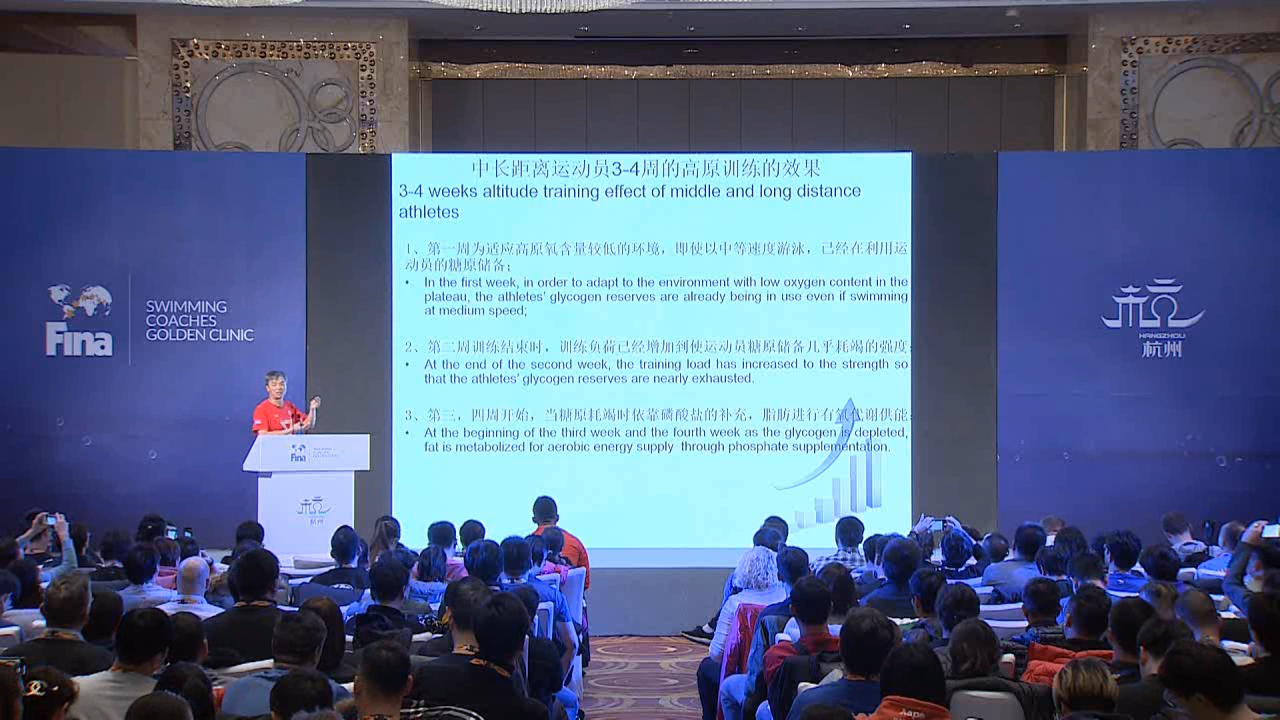 中长距离运动员3-4周的高原训练的效果
3-4 weeks altitude training effect of middle and long distance
athletes
1、第一周为适应高原氧含量较低的环境，即使以中等速度游泳，已经在利用运
动员的糖原储备；
• In the first week, in order to adapt to the environment with low oxygen content in the
plateau, the athletes' glycogen reserves are already being in use even if swimming
at medium speed;
2、第二周训练结束时，训练负荷已经增加到使运动员糖原储备几乎耗竭的强度；
• At the end of the second week, the training load has increased to the strength so
that the athletes' glycogen reserves are nearly exhausted.
3、第三，四周开始，当糖原耗竭时依靠磷酸盐的补充，脂肪进行有氧代谢供能；
• At the beginning of the third week and the fourth week as the glycogen is depleted,
fat is metabolized for aerobic energy supply through phosphate supplementation.
Fina
SWIMMING
COACHES
GOLDEN CLINIC
HANGZHOU
杭州
Fina
杭州